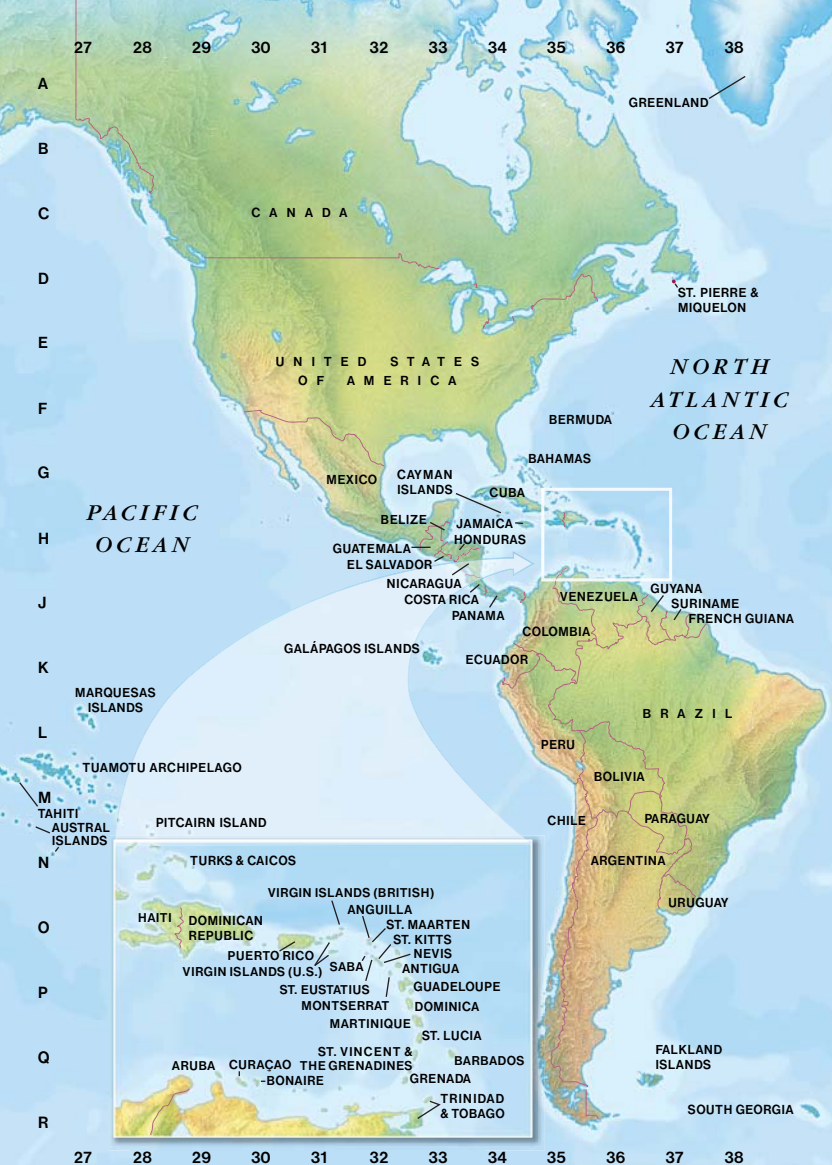 27 28 29 30 31 32 33 34 35 36 37 38
A
GREENLAND
B
C
CANADA
D
ST. PIERRE &
MIQUELON
E
UNITED STATES
OF AMERICA
NORTH
ATLANTIC
OCEAN
F
BERMUDA
BAHAMAS
G
MEXICO
CAYMAN
ISLANDS
CUBA
PACIFIC
OCEAN
BELIZE
JAMAICA
H
HONDURAS
GUATEMALA
EL SALVADOR
NICARAGUA
COSTA RICA
PANAMA
J
VENEZUELA
GUYANA
SURINAME
FRENCH GUIANA
COLOMBIA
GALÁPAGOS ISLANDS
ECUADOR
K
MARQUESAS
ISLANDS
BRAZIL
L
PERU
TUAMOTU ARCHIPELAGO
BOLIVIA
M
TAHITI
AUSTRAL
ISLANDS
PITCAIRN ISLAND
CHILE
PARAGUAY
N
ARGENTINA
TURKS & CAICOS
URUGUAY
VIRGIN ISLANDS (BRITISH)
ANGUILLA
HAITI
DOMINICAN
REPUBLIC
ST. MAARTEN
O
ST. KITTS
PUERTO RICO
NEVIS
VIRGIN ISLANDS (U.S.)
SABA
ANTIGUA
ST. EUSTATIUS
GUADELOUPE
P
MONTSERRAT
DOMINICA
MARTINIQUE
ST. LUCIA
Q
ST. VINCENT &
THE GRENADINES
BARBADOS
ARUBA
CURAÇAO
BONAIRE
GRENADA
FALKLAND
ISLANDS
TRINIDAD
& TOBAGO
SOUTH GEORGIA
R
27 28 29 30 31 32 33 34 35 36 37 38